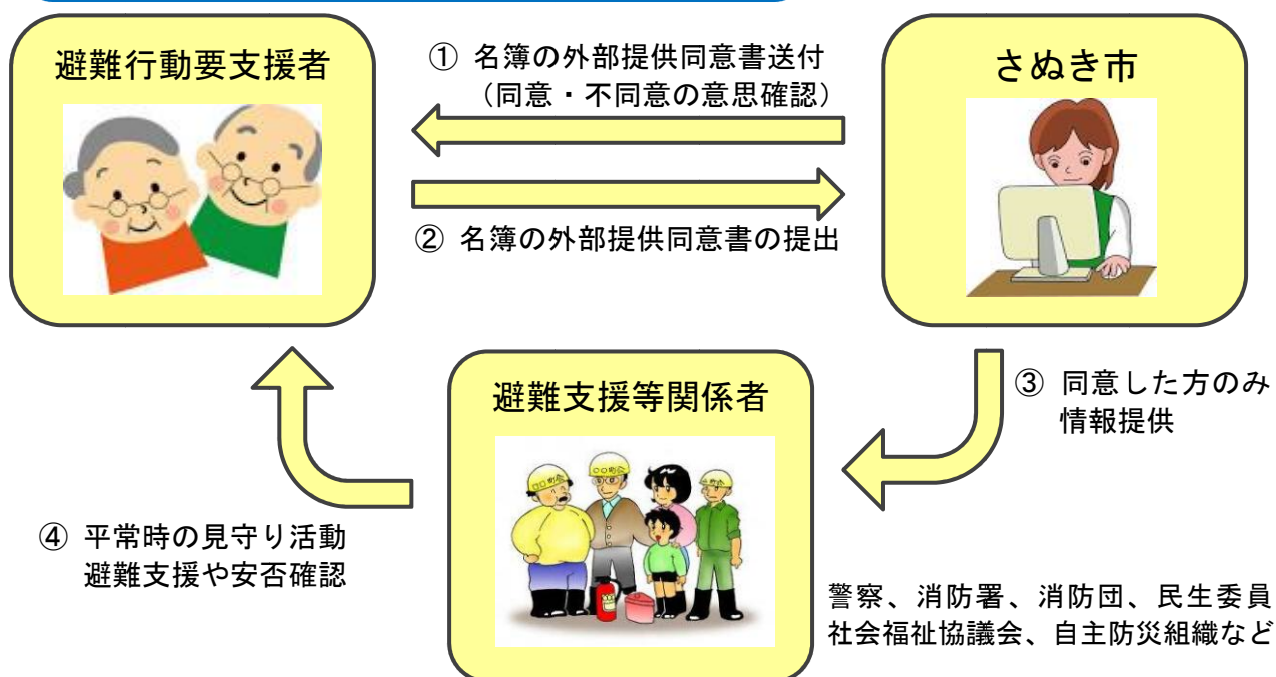 避難行動要支援者
① 名簿の外部提供同意書送付
（同意・不同意の意思確認）
さぬき市
② 名簿の外部提供同意書の提出
③ 同意した方のみ
情報提供
避難支援等関係者
○○町会
○○町会
④ 平常時の見守り活動
避難支援や安否確認
警察、消防署、消防団、民生委員
社会福祉協議会、自主防災組織など